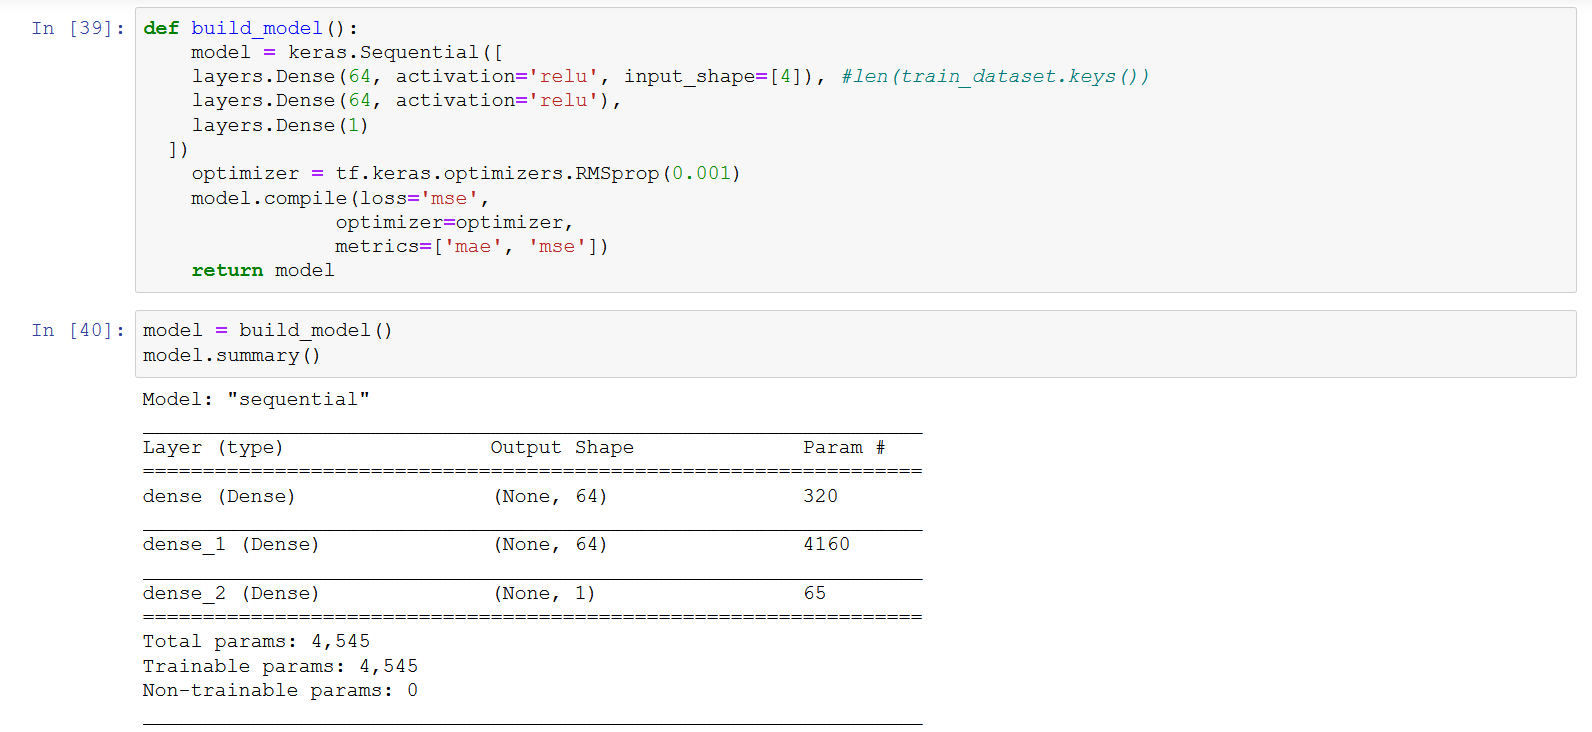 In [39]: def build_model():
model = keras.Sequential([
layers.Dense(64, activation='relu', input_shape=[4]), #len(train_dataset.keys())
layers.Dense(64, activation='relu'),
layers.Dense(1)
])
optimizer = tf.keras.optimizers.RMSprop(0.001)
model.compile(loss='mse',
optimizer=optimizer,
metrics=['mae', 'mse'])
return model
In [40]: model = build_model()
model.summary()
Model: "sequential"
Layer (type) Output Shape Param #
=================================================================
dense (Dense) (None, 64) 320
dense_1 (Dense) (None, 64) 4160
dense_2 (Dense) (None, 1) 65
=================================================================
Total params: 4,545
Trainable params: 4,545
Non-trainable params: 0